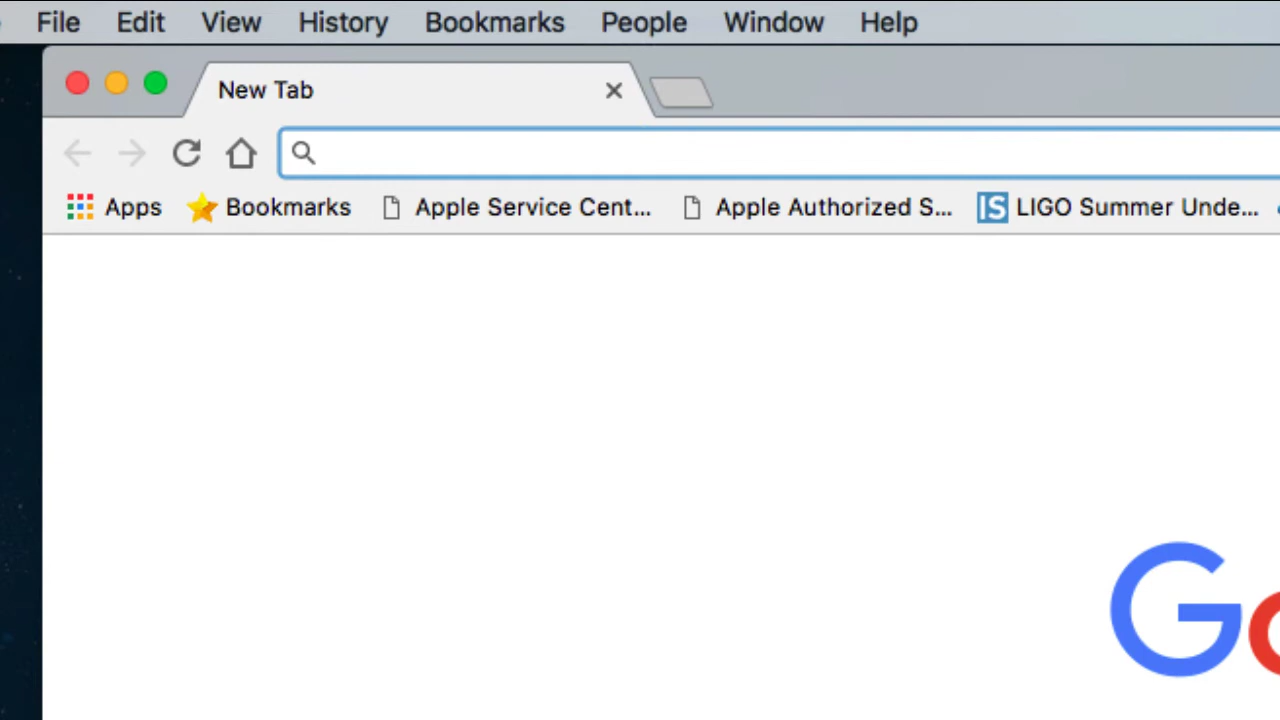 File Edit View History Bookmarks People Window Help
New Tab
Apps Bookmarks Apple Service Cent... Apple Authorized S... LIGO Summer Unde...
G